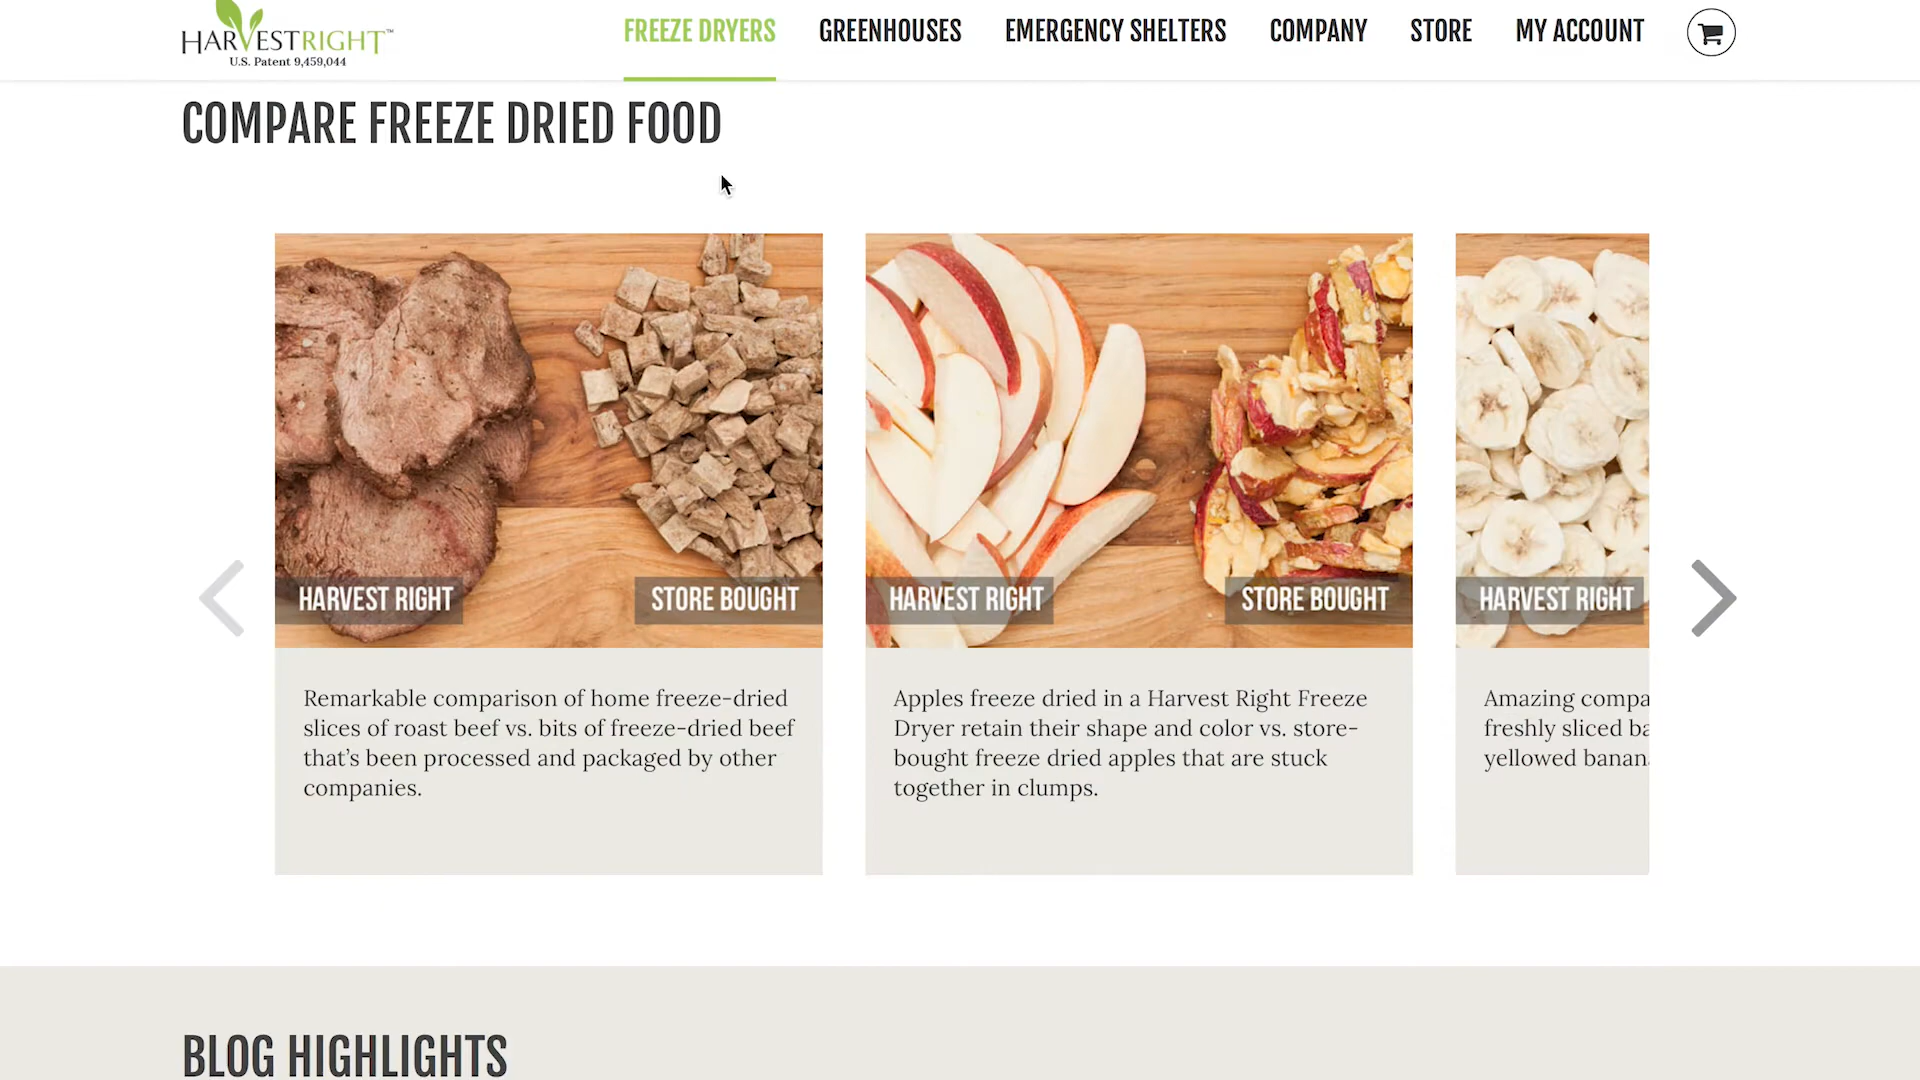 HARVESTRIGHT™
U.S. Patent 9,459,044
FREEZE DRYERS
GREENHOUSES
EMERGENCY SHELTERS
COMPANY
STORE
MY ACCOUNT
COMPARE FREEZE DRIED FOOD
HARVEST RIGHT
STORE BOUGHT
Remarkable comparison of home freeze-dried
slices of roast beef vs. bits of freeze-dried beef
that's been processed and packaged by other
companies.
HARVEST RIGHT
STORE BOUGHT
Apples freeze dried in a Harvest Right Freeze
Dryer retain their shape and color vs. store-
bought freeze dried apples that are stuck
together in clumps.
HARVEST RIGHT
Amazing compa
freshly sliced ba
yellowed banan
BLOG HIGHLIGHTS